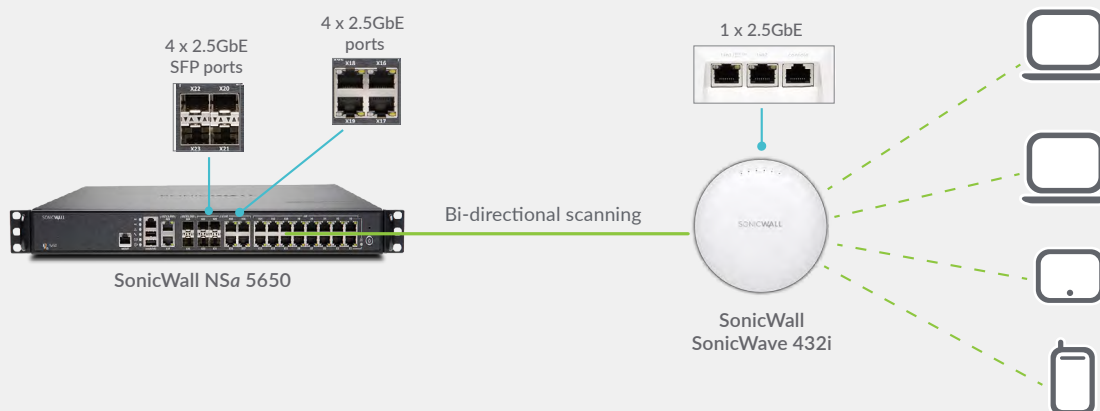 4 x 2.5GbE
SFP ports
4 x 2.5GbE
ports
1 x 2.5GbE
X22
X20
X23
X21
X18
X16
X19
X17
SONICWALL
Bi-directional scanning
SONICWALL
SonicWall NSa 5650
SonicWall
SonicWave 432i